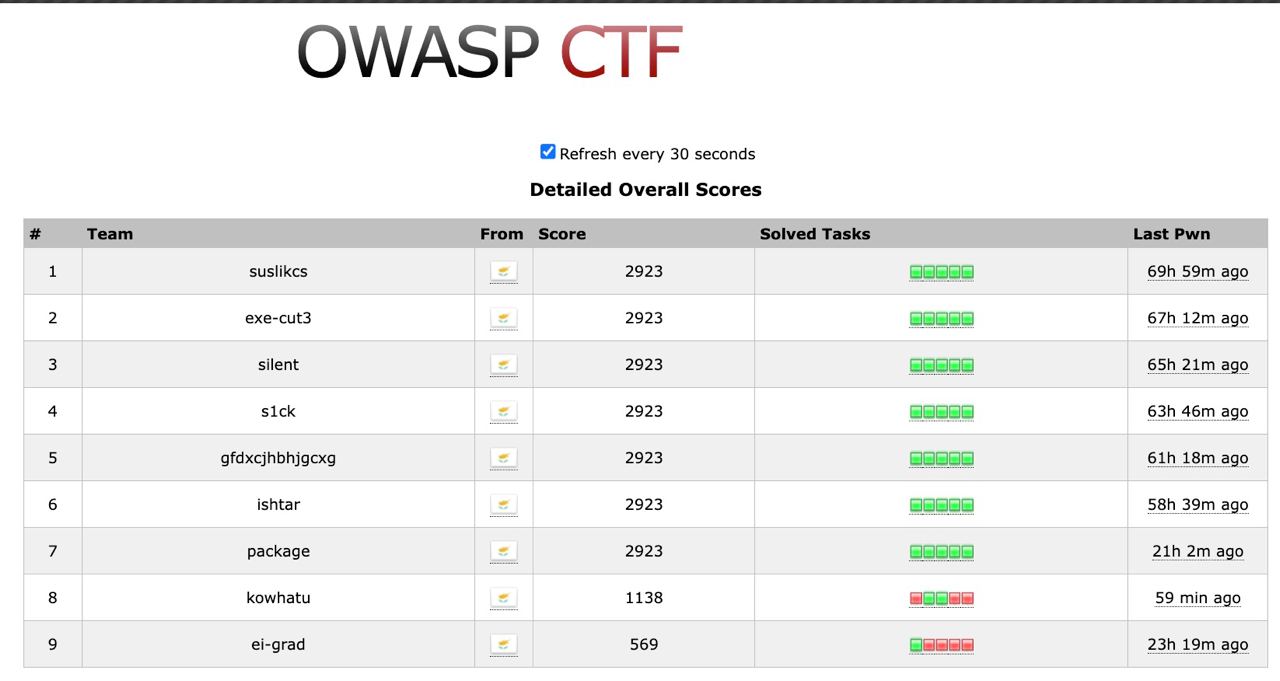 OWASP CTF
Refresh every 30 seconds
Detailed Overall Scores
# Team From Score Solved Tasks Last Pwn
1 suslikcs 2923 69h 59m ago
2 exe-cut3 2923 67h 12m ago
3 silent 2923 65h 21m ago
4 s1ck 2923 63h 46m ago
5 gfdxcjhbhjgcxg 2923 61h 18m ago
6 ishtar 2923 58h 39m ago
7 package 2923 21h 2m ago
8 kowhatu 1138 59 min ago
9 ei-grad 569 23h 19m ago